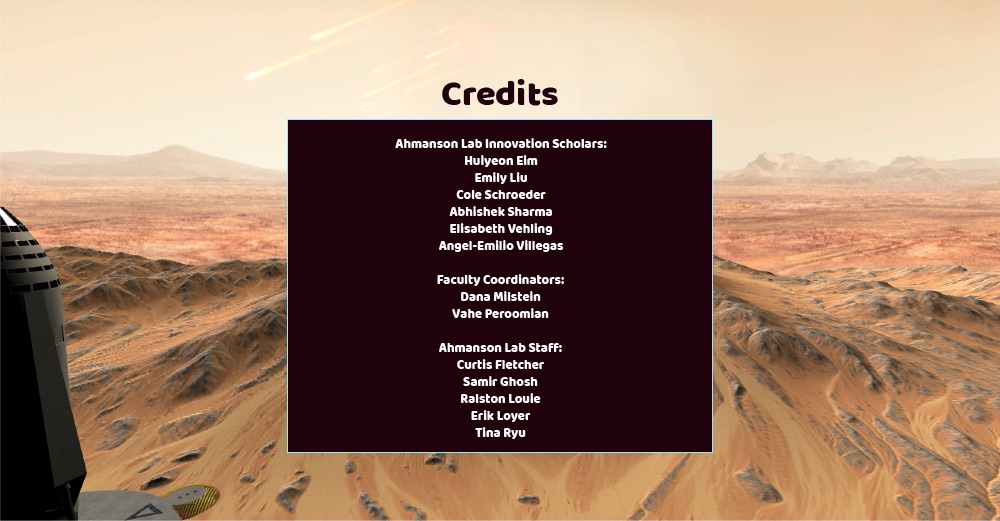 Credits
Ahmanson Lab Innovation Scholars:
Huiyeon Eim
Emily Liu
Cole Schroeder
Abhishek Sharma
Elisabeth Vehling
Angel-Emilio Villegas
Faculty Coordinators:
Dana Milstein
Vahe Peroomian
Ahmanson Lab Staff:
Curtis Fletcher
Samir Ghosh
Ralston Louie
Erik Loyer
Tina Ryu